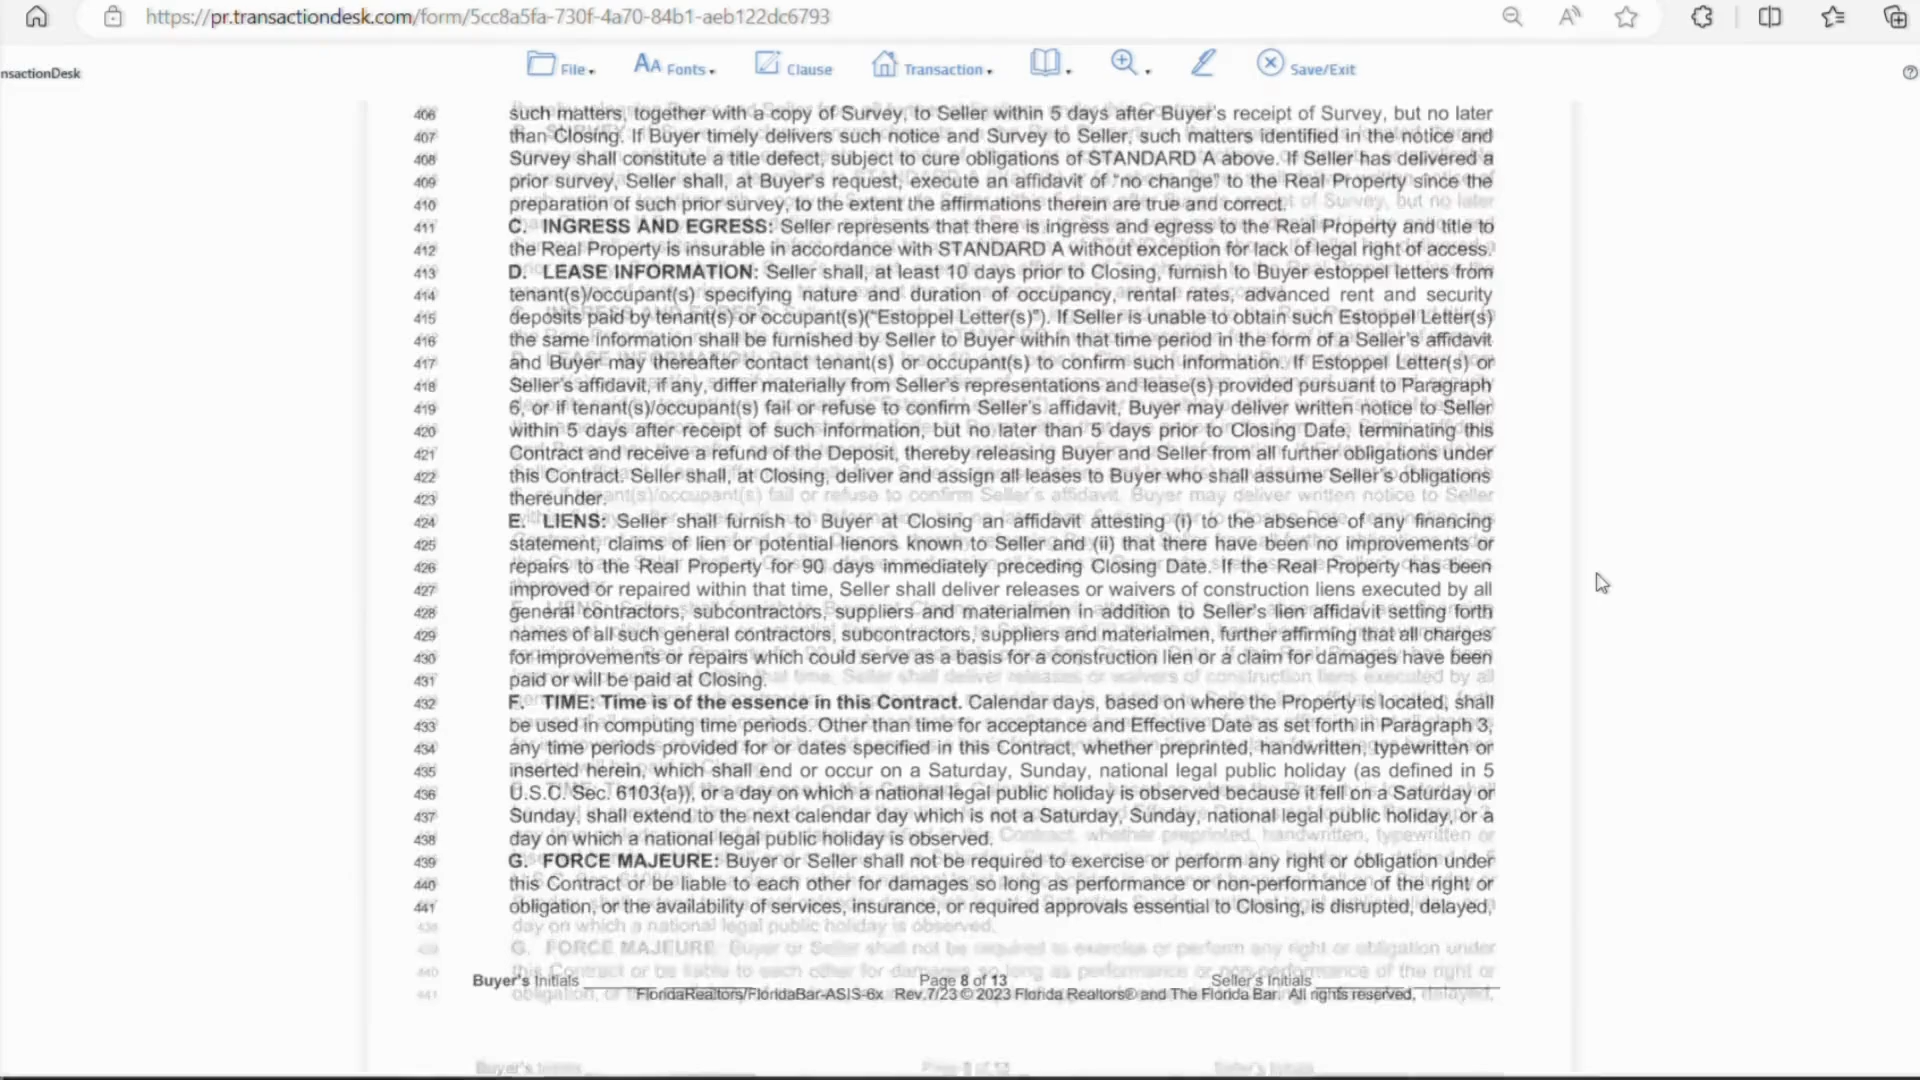 https://pr.transactiondesk.com/form/5cc8a5fa-730f-4a70-84b1-aeb122dc6793
nsactionDesk
File
Fonts
Clause
Transaction
Save/Exit
406 such matters, together with a copy of Survey, to Seller within 5 days after Buyer's receipt of Survey, but no later
407 than Closing. If Buyer timely delivers such notice and Survey to Seller, such matters identified in the notice and
408 Survey shall constitute a title defect, subject to cure obligations of STANDARD A above. If Seller has delivered a
409 prior survey, Seller shall, at Buyer's request, execute an affidavit of "no change" to the Real Property since the
410 preparation of such prior survey, to the extent the affirmations therein are true and correct.
411 C. INGRESS AND EGRESS: Seller represents that there is ingress and egress to the Real Property and title to
412 the Real Property is insurable in accordance with STANDARD A without exception for lack of legal right of access.
413 D. LEASE INFORMATION: Seller shall, at least 10 days prior to Closing, furnish to Buyer estoppel letters from
414 tenant(s)/occupant(s) specifying nature and duration of occupancy, rental rates, advanced rent and security
415 deposits paid by tenant(s) or occupant(s)("Estoppel Letter(s)"). If Seller is unable to obtain such Estoppel Letter(s)
416 the same information shall be furnished by Seller to Buyer within that time period in the form of a Seller's affidavit
417 and Buyer may thereafter contact tenant(s) or occupant(s) to confirm such information. If Estoppel Letter(s) or
418 Seller's affidavit, if any, differ materially from Seller's representations and lease(s) provided pursuant to Paragraph
419 6, or if tenant(s)/occupant(s) fail or refuse to confirm Seller's affidavit, Buyer may deliver written notice to Seller
420 within 5 days after receipt of such information, but no later than 5 days prior to Closing Date, terminating this
421 Contract and receive a refund of the Deposit, thereby releasing Buyer and Seller from all further obligations under
422 this Contract. Seller shall, at Closing, deliver and assign all leases to Buyer who shall assume Seller's obligations
423 thereunder.
424 E. LIENS: Seller shall furnish to Buyer at Closing an affidavit attesting (i) to the absence of any financing
425 statement, claims of lien or potential lienors known to Seller and (ii) that there have been no improvements or
426 repairs to the Real Property for 90 days immediately preceding Closing Date. If the Real Property has been
427 improved or repaired within that time, Seller shall deliver releases or waivers of construction liens executed by all
428 general contractors, subcontractors, suppliers and materialmen in addition to Seller's lien affidavit setting forth
429 names of all such general contractors, subcontractors, suppliers and materialmen, further affirming that all charges
430 for improvements or repairs which could serve as a basis for a construction lien or a claim for damages have been
431 paid or will be paid at Closing.
432 F. TIME: Time is of the essence in this Contract. Calendar days, based on where the Property is located, shall
433 be used in computing time periods. Other than time for acceptance and Effective Date as set forth in Paragraph 3,
434 any time periods provided for or dates specified in this Contract, whether preprinted, handwritten, typewritten or
435 inserted herein, which shall end or occur on a Saturday, Sunday, national legal public holiday (as defined in 5
436 U.S.C. Sec. 6103(a)), or a day on which a national legal public holiday is observed because it fell on a Saturday or
437 Sunday, shall extend to the next calendar day which is not a Saturday, Sunday, national legal public holiday, or a
438 day on which a national legal public holiday is observed.
439 G. FORCE MAJEURE: Buyer or Seller shall not be required to exercise or perform any right or obligation under
440 this Contract or be liable to each other for damages so long as performance or non-performance of the right or
441 obligation, or the availability of services, insurance, or required approvals essential to Closing, is disrupted, delayed,
Buyer's Initials Page 8 of 13 Seller's Initials
FloridaRealtors/FloridaBar-ASIS-6x Rev.7/23 © 2023 Florida Realtors® and The Florida Bar. All rights reserved.